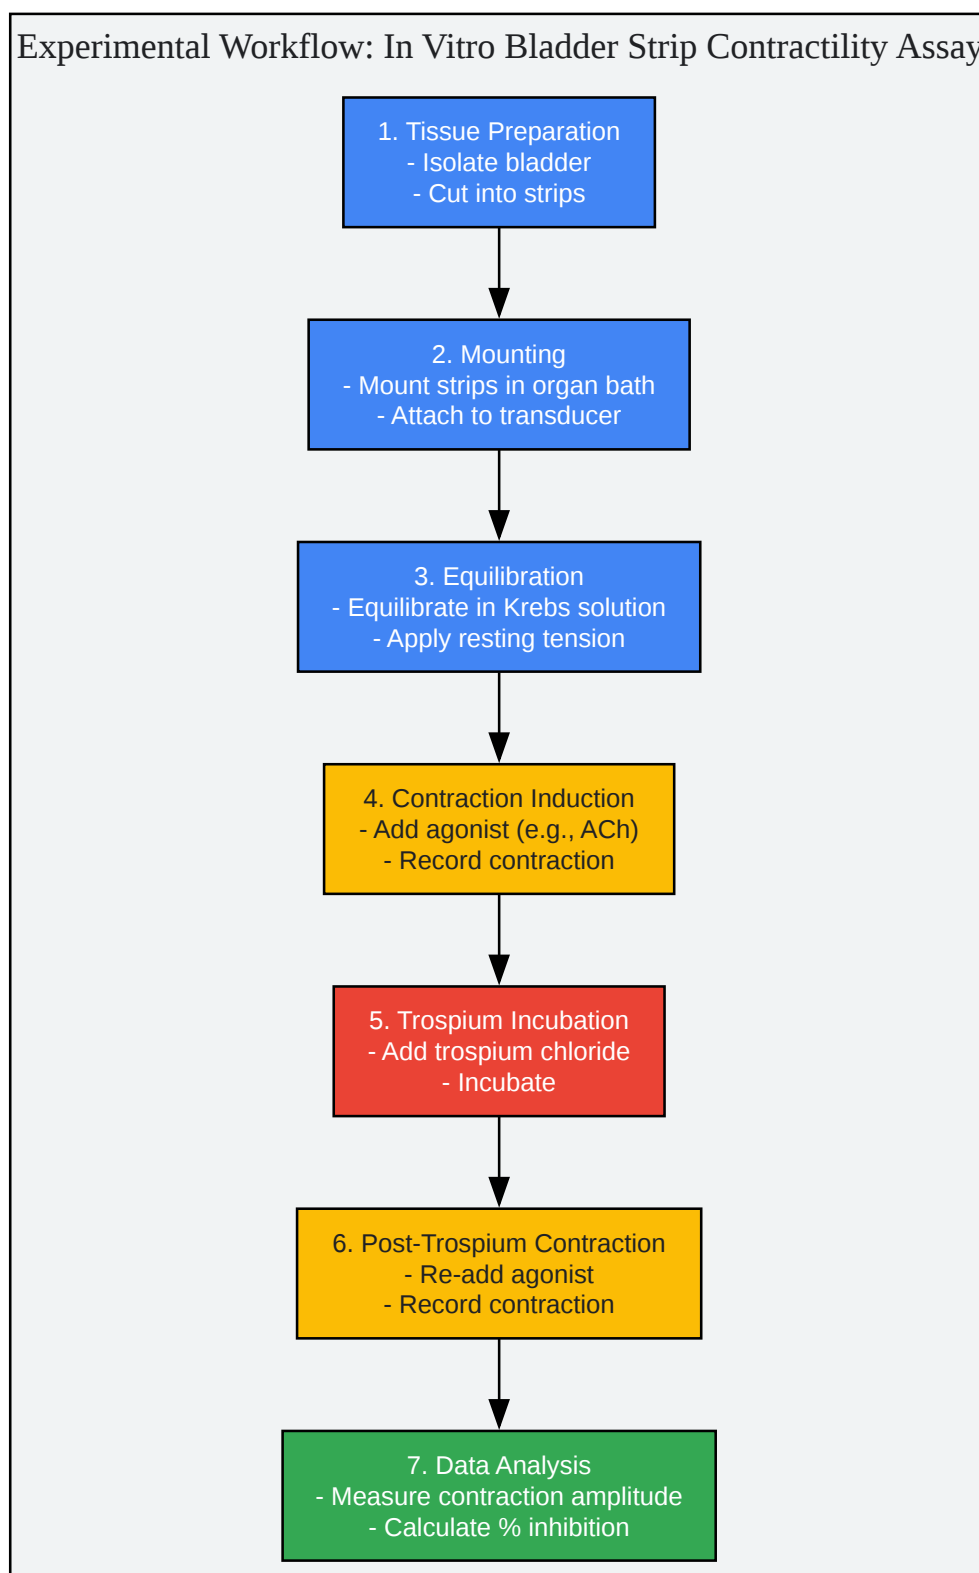 Experimental Workflow: In Vitro Bladder Strip Contractility Assay
1. Tissue Preparation
- Isolate bladder
- Cut into strips
2. Mounting
- Mount strips in organ bath
- Attach to transducer
3. Equilibration
- Equilibrate in Krebs solution
- Apply resting tension
4. Contraction Induction
- Add agonist (e.g., ACh)
- Record contraction
5. Trospium Incubation
- Add trospium chloride
- Incubate
6. Post-Trospium Contraction
- Re-add agonist
- Record contraction
7. Data Analysis
- Measure contraction amplitude
- Calculate % inhibition